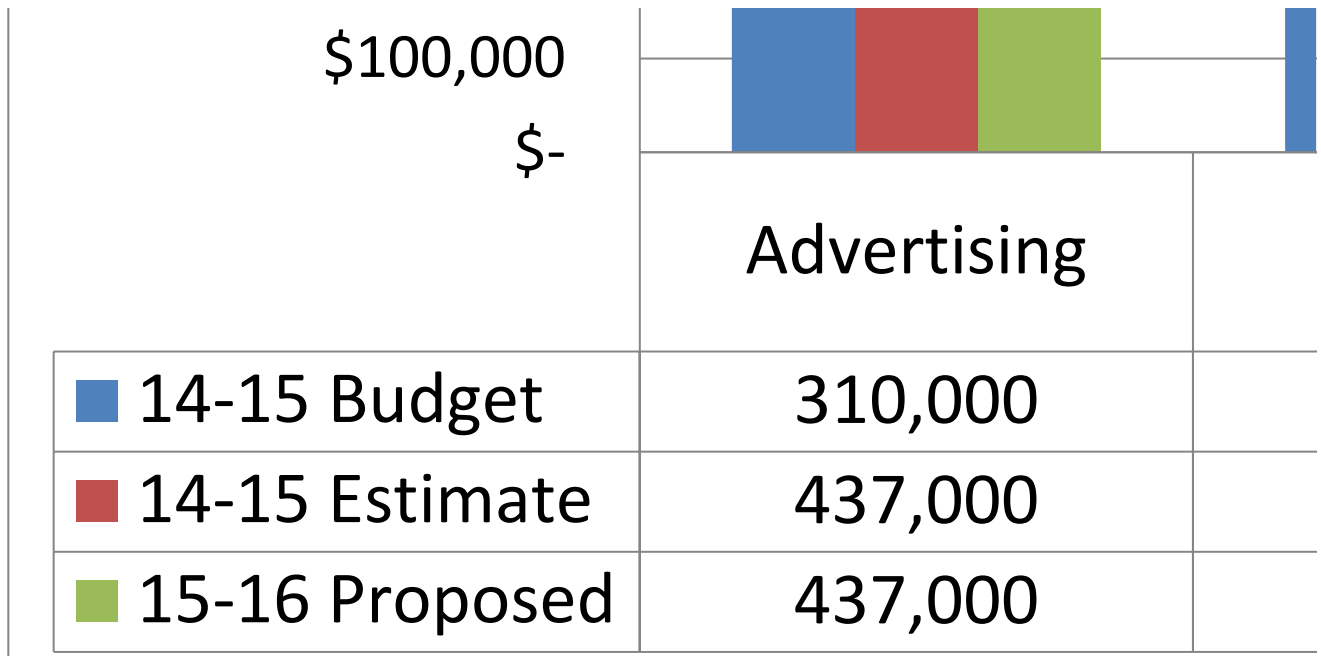 $100,000
$-
Advertising
14-15 Budget 310,000
14-15 Estimate 437,000
15-16 Proposed 437,000